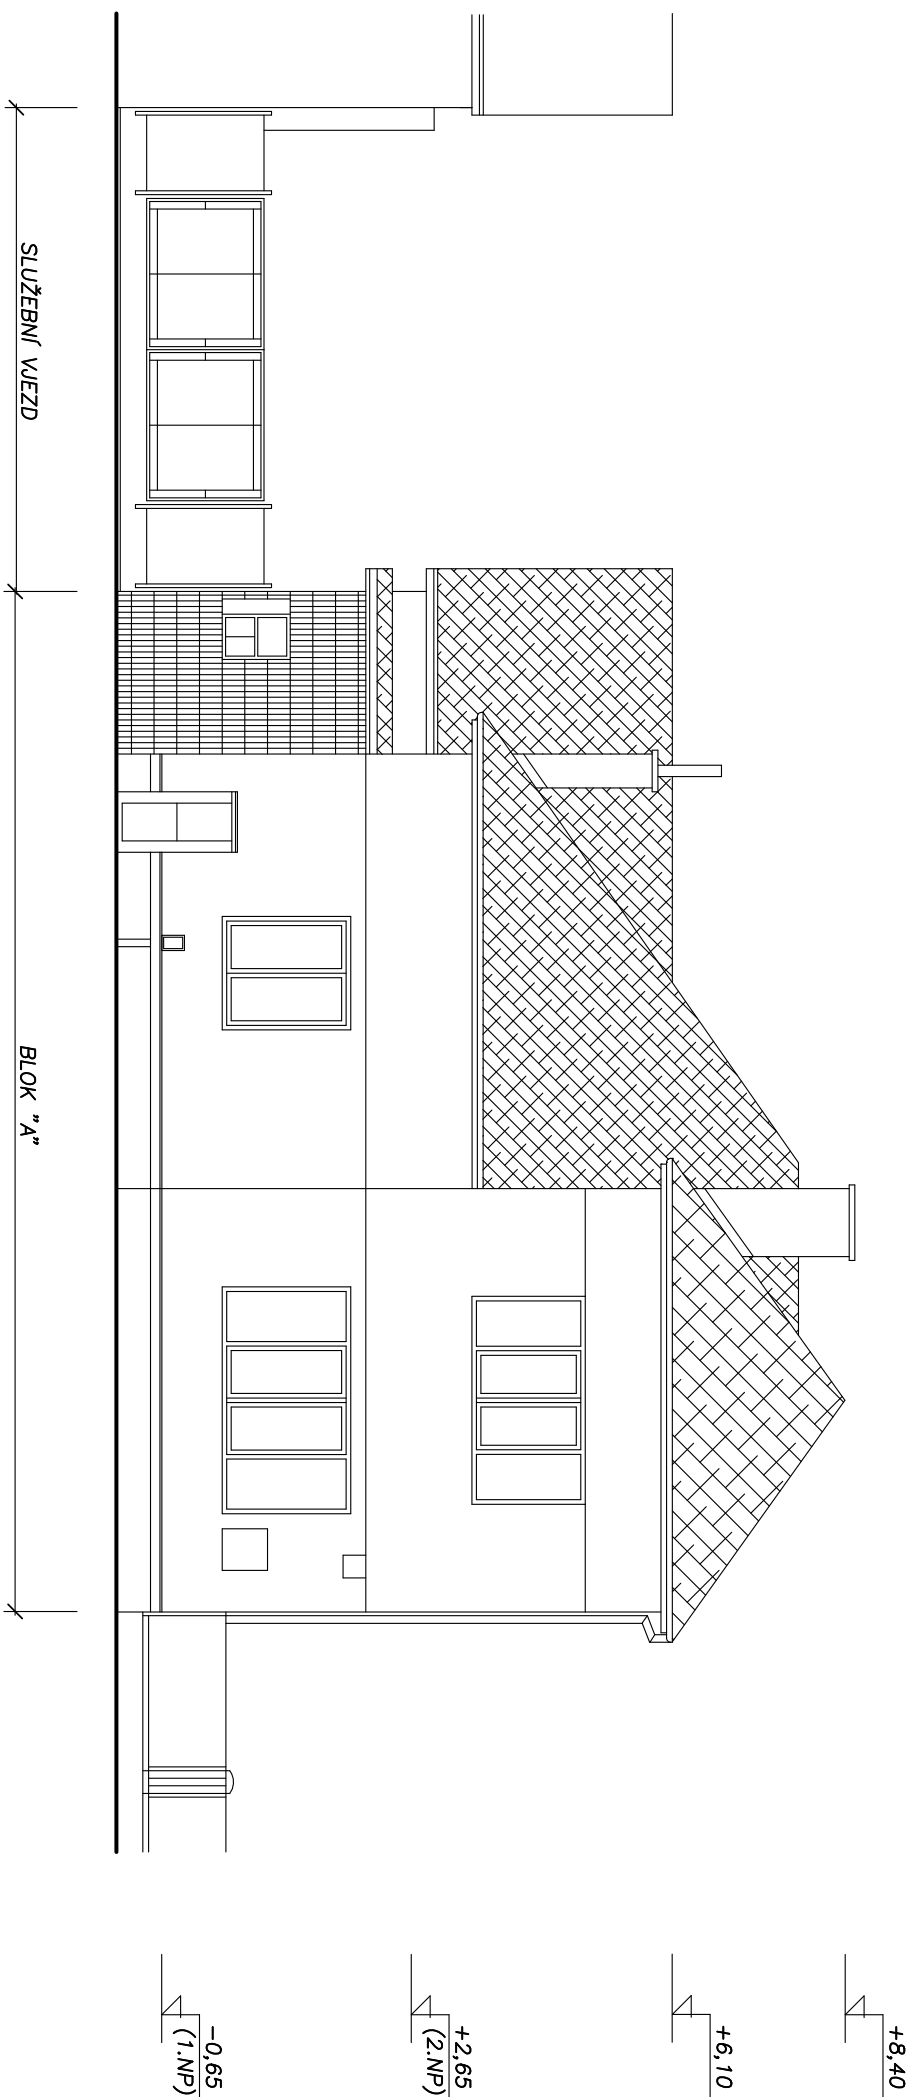 +8,40
+6,10
+2,65
(2.NP)
-0,65
(1.NP)
SLUŽEBNÍ VJEZD
BLOK "A"